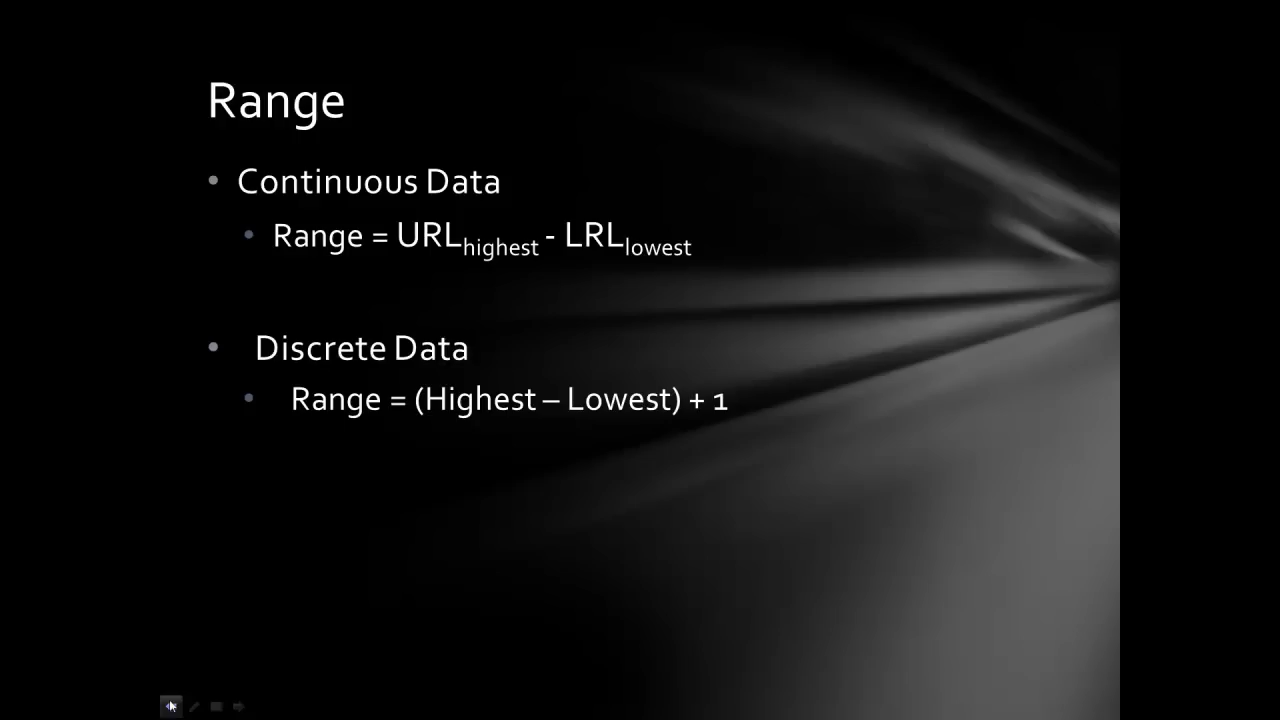 Range
• Continuous Data
• Range = URLhighest - LRLlowest
• Discrete Data
• Range = (Highest – Lowest) + 1